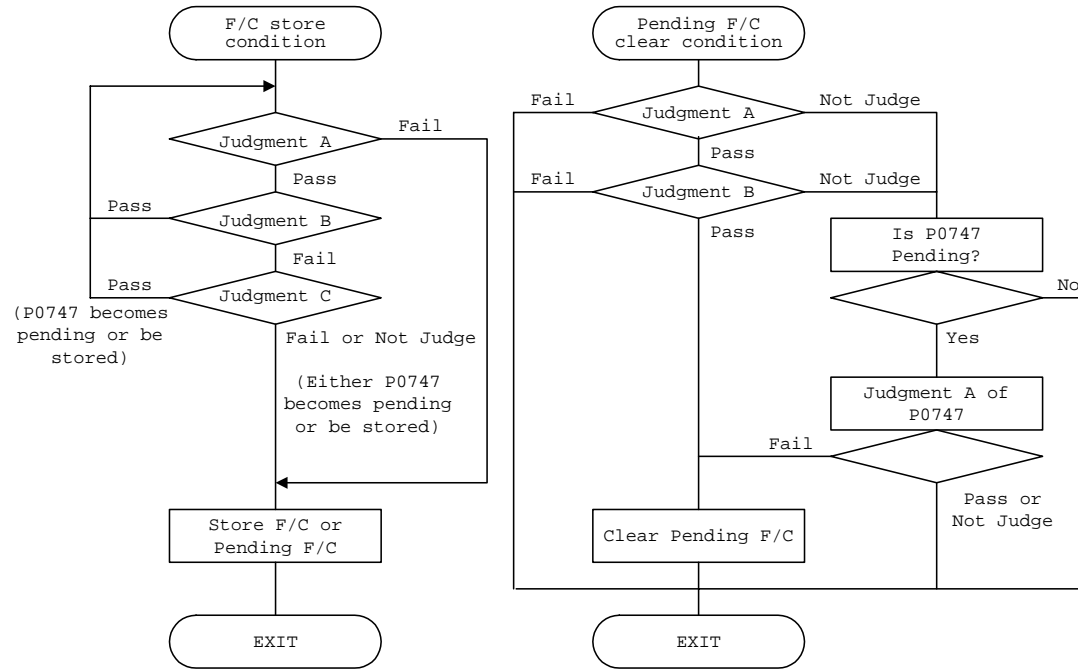 F/C store
condition
Judgment A
Fail
Pass
Pass
Judgment B
Fail
Pass
Judgment C
(P0747 becomes
pending or be
stored)
Fail or Not Judge
(Either P0747
becomes pending
or be stored)
Store F/C or
Pending F/C
EXIT
Pending F/C
clear condition
Fail
Judgment A
Not Judge
Pass
Fail
Judgment B
Not Judge
Pass
Is P0747
Pending?
No
Yes
Judgment A of
P0747
Fail
Pass or
Not Judge
Clear Pending F/C
EXIT